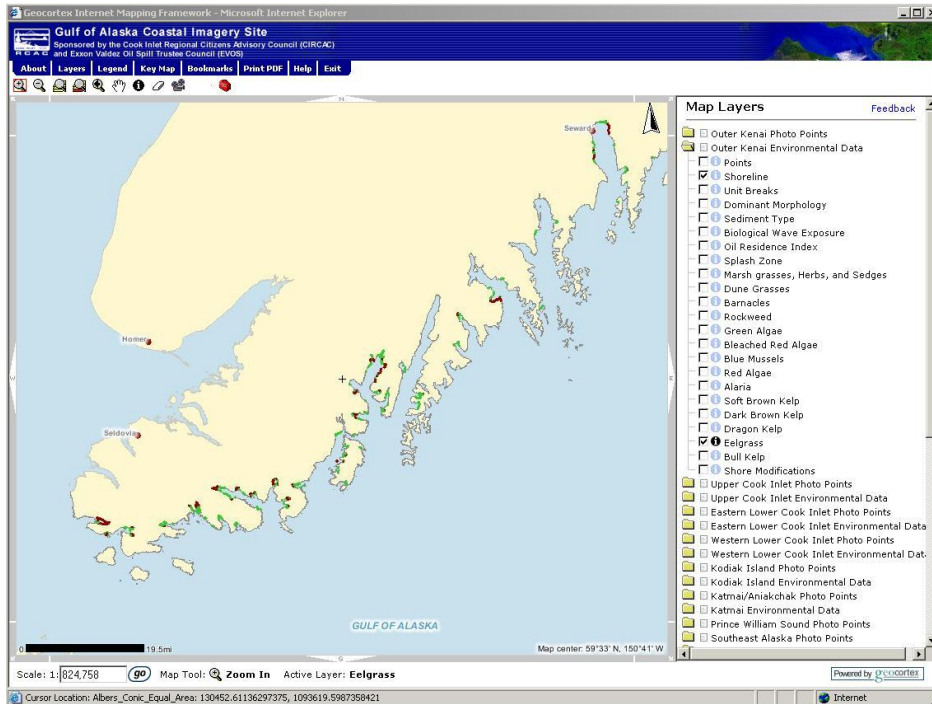 Geocortex Internet Mapping Framework - Microsoft Internet Explorer
Gulf of Alaska Coastal Imagery Site
Sponsored by the Cook Inlet Regional Citizens Advisory Council (CIRCAC)
and Exxon Valdez Oil Spill Trustee Council (EVOS)
RCAC
About Layers Legend Key Map Bookmarks Print PDF Help Exit
N
Map Layers Feedback
Seward
Outer Kenai Photo Points
Outer Kenai Environmental Data
Points
Shoreline
Unit Breaks
Dominant Morphology
Sediment Type
Biological Wave Exposure
Oil Residence Index
Splash Zone
Marsh grasses, Herbs, and Sedges
Dune Grasses
Barnacles
Rockweed
Green Algae
Bleached Red Algae
Blue Mussels
Red Algae
Alaria
Soft Brown Kelp
Dark Brown Kelp
Dragon Kelp
Eelgrass
Bull Kelp
Shore Modifications
Upper Cook Inlet Photo Points
Upper Cook Inlet Environmental Data
Eastern Lower Cook Inlet Photo Points
Eastern Lower Cook Inlet Environmental Data
Western Lower Cook Inlet Photo Points
Western Lower Cook Inlet Environmental Data
Kodiak Island Photo Points
Kodiak Island Environmental Data
Katmai/Aniakchak Photo Points
Katmai Environmental Data
Prince William Sound Photo Points
Southeast Alaska Photo Points
Homer
W
E
Seldovia
GULF OF ALASKA
0 19.5mi
Map center: 59°33' N, 150°41' W
S
Scale: 1: 824,758 go Map Tool: Zoom In Active Layer: Eelgrass
Powered by geocortex
Cursor Location: Albers_Conic_Equal_Area: 130452.61136297375, 1093619.5987358421
Internet